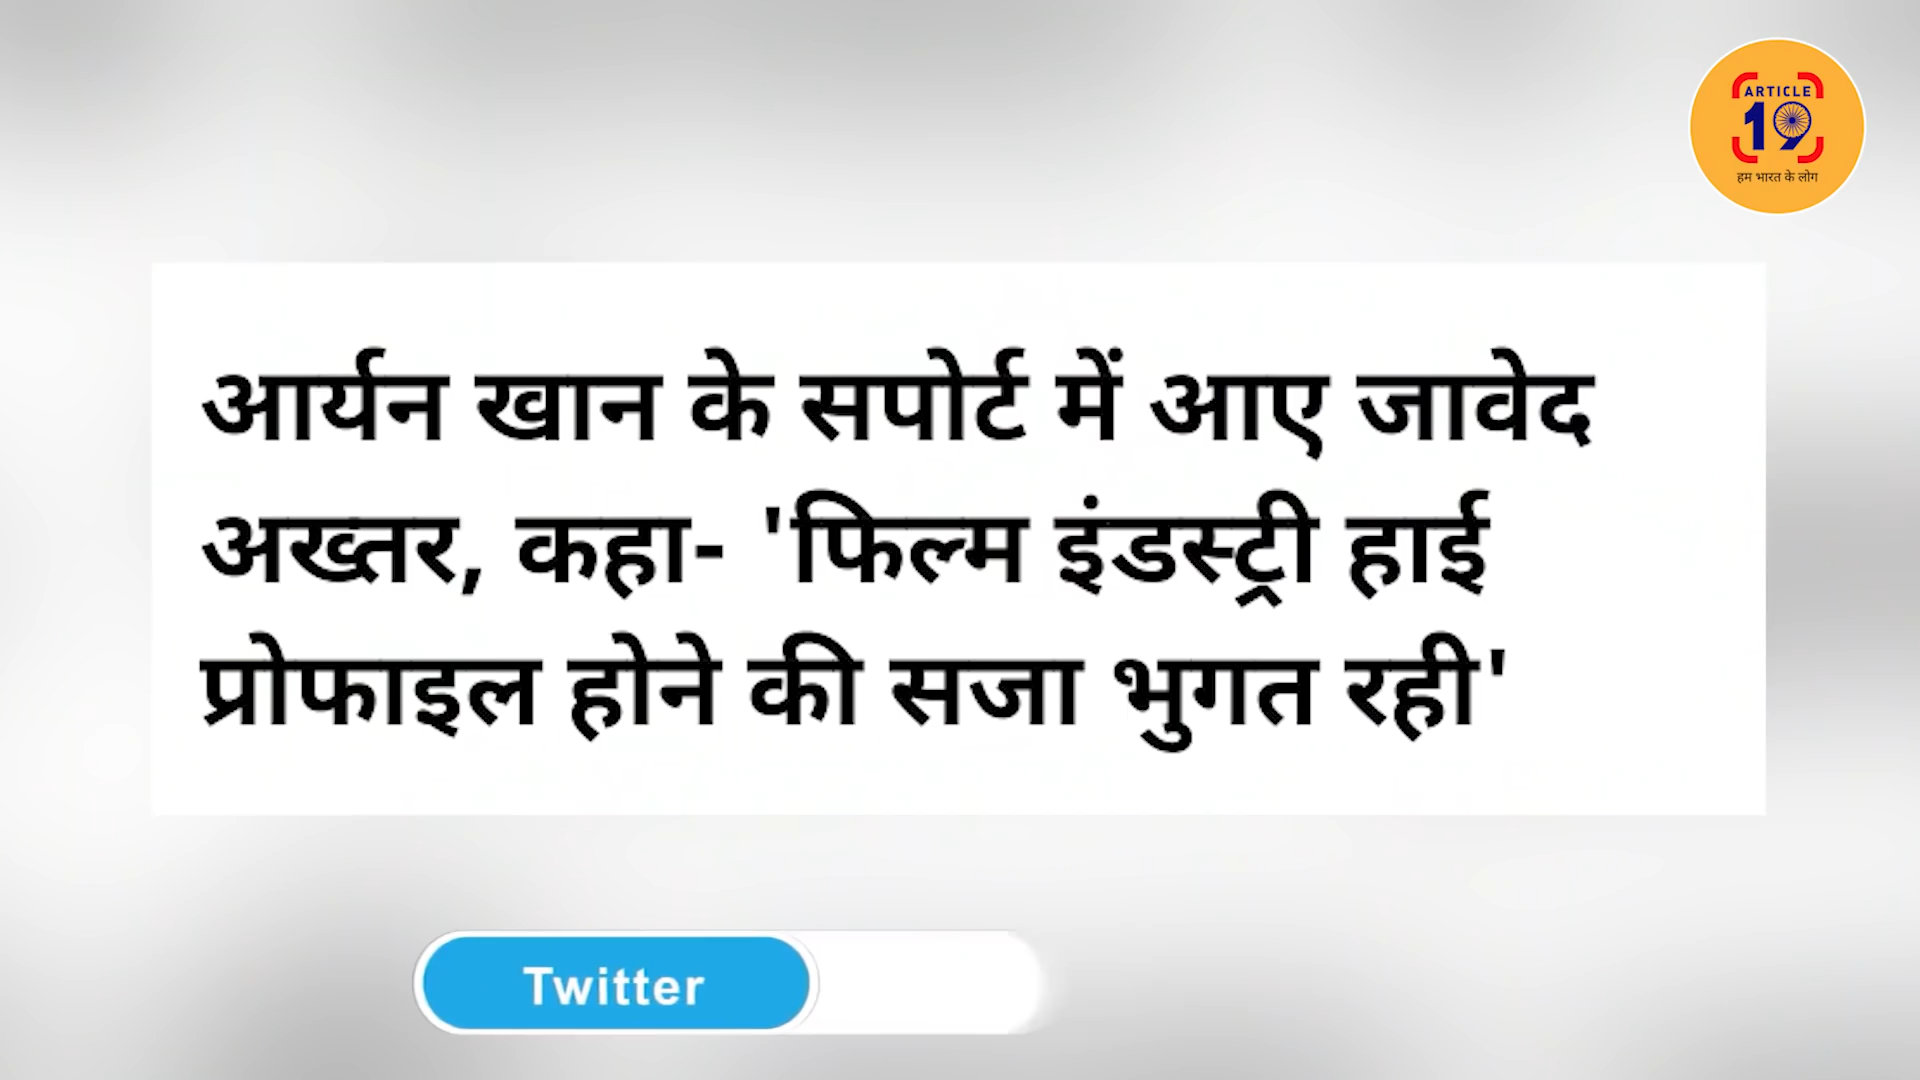 ARTICLE
19
हम भारत के लोग
आर्यन खान के सपोर्ट में आए जावेद
अख्तर, कहा- 'फिल्म इंडस्ट्री हाई
प्रोफाइल होने की सजा भुगत रही'
Twitter